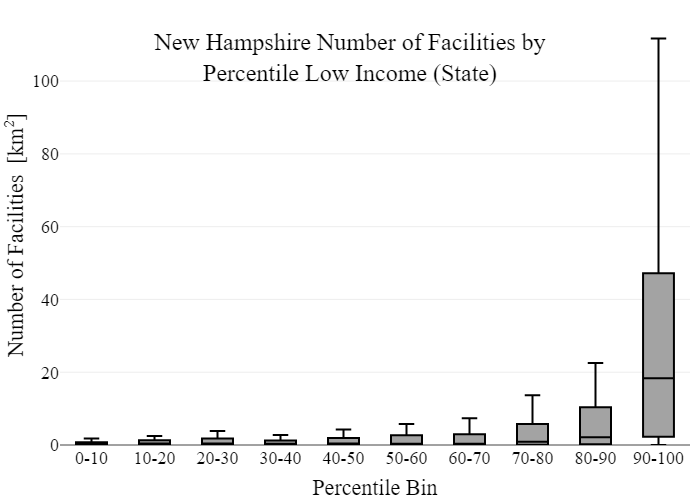 New Hampshire Number of Facilities by
Percentile Low Income (State)
Number of Facilities [km²]
100
80
60
40
20
0
0-10 10-20 20-30 30-40 40-50 50-60 60-70 70-80 80-90 90-100
Percentile Bin